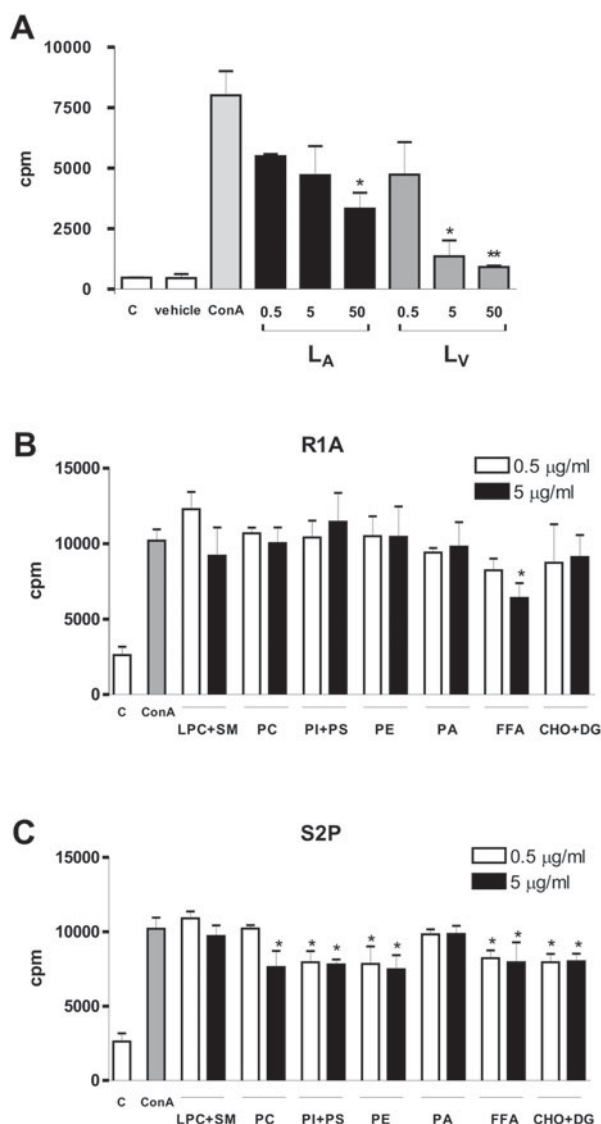 A
10000
7500
5000
2500
0
cpm
*
*
**
C vehicle ConA 0.5 5 50 0.5 5 50
LA LV
B
R1A
0.5 µg/ml
5 µg/ml
15000
10000
5000
0
cpm
*
C ConA LPC+SM PC PI+PS PE PA FFA CHO+DG
C
S2P
0.5 µg/ml
5 µg/ml
15000
10000
5000
0
cpm
* * * * * * * * *
C ConA LPC+SM PC PI+PS PE PA FFA CHO+DG